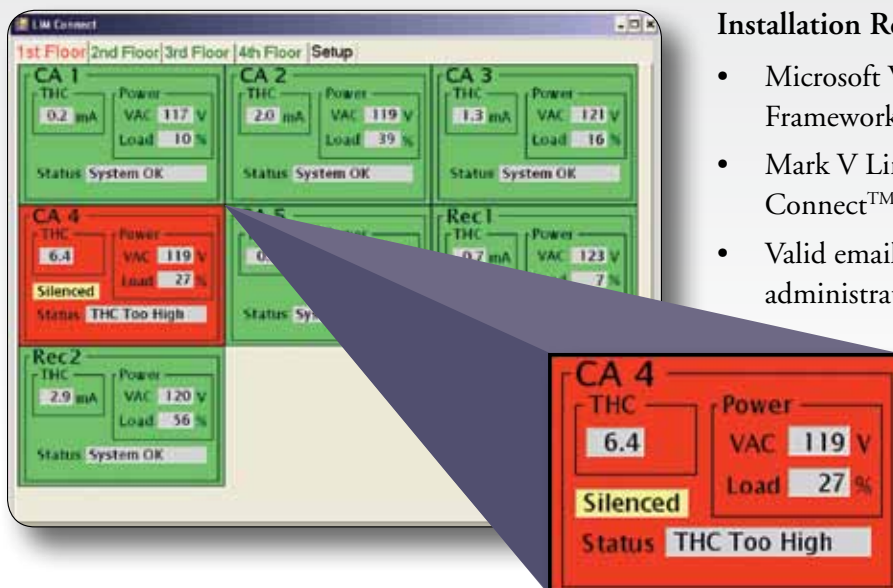 LIM Connect
1st Floor 2nd Floor 3rd Floor 4th Floor Setup
CA 1
THC Power
0.2 mA VAC 117 V
Load 10 %
Status System OK
CA 2
THC Power
2.0 mA VAC 119 V
Load 39 %
Status System OK
CA 3
THC Power
1.3 mA VAC 121 V
Load 16 %
Status System OK
CA 4
THC Power
6.4 VAC 119 V
Load 27 %
Silenced
Status THC Too High
Status
Rec1
THC Power
0.7 mA VAC 123 V
7 %
Rec2
THC Power
2.9 mA VAC 120 V
Load 56 %
Status System OK
CA 4
THC Power
6.4 VAC 119 V
Load 27 %
Silenced
Status THC Too High
Installation
• Microsoft
Framework
• Mark V
Connect™
• Valid email